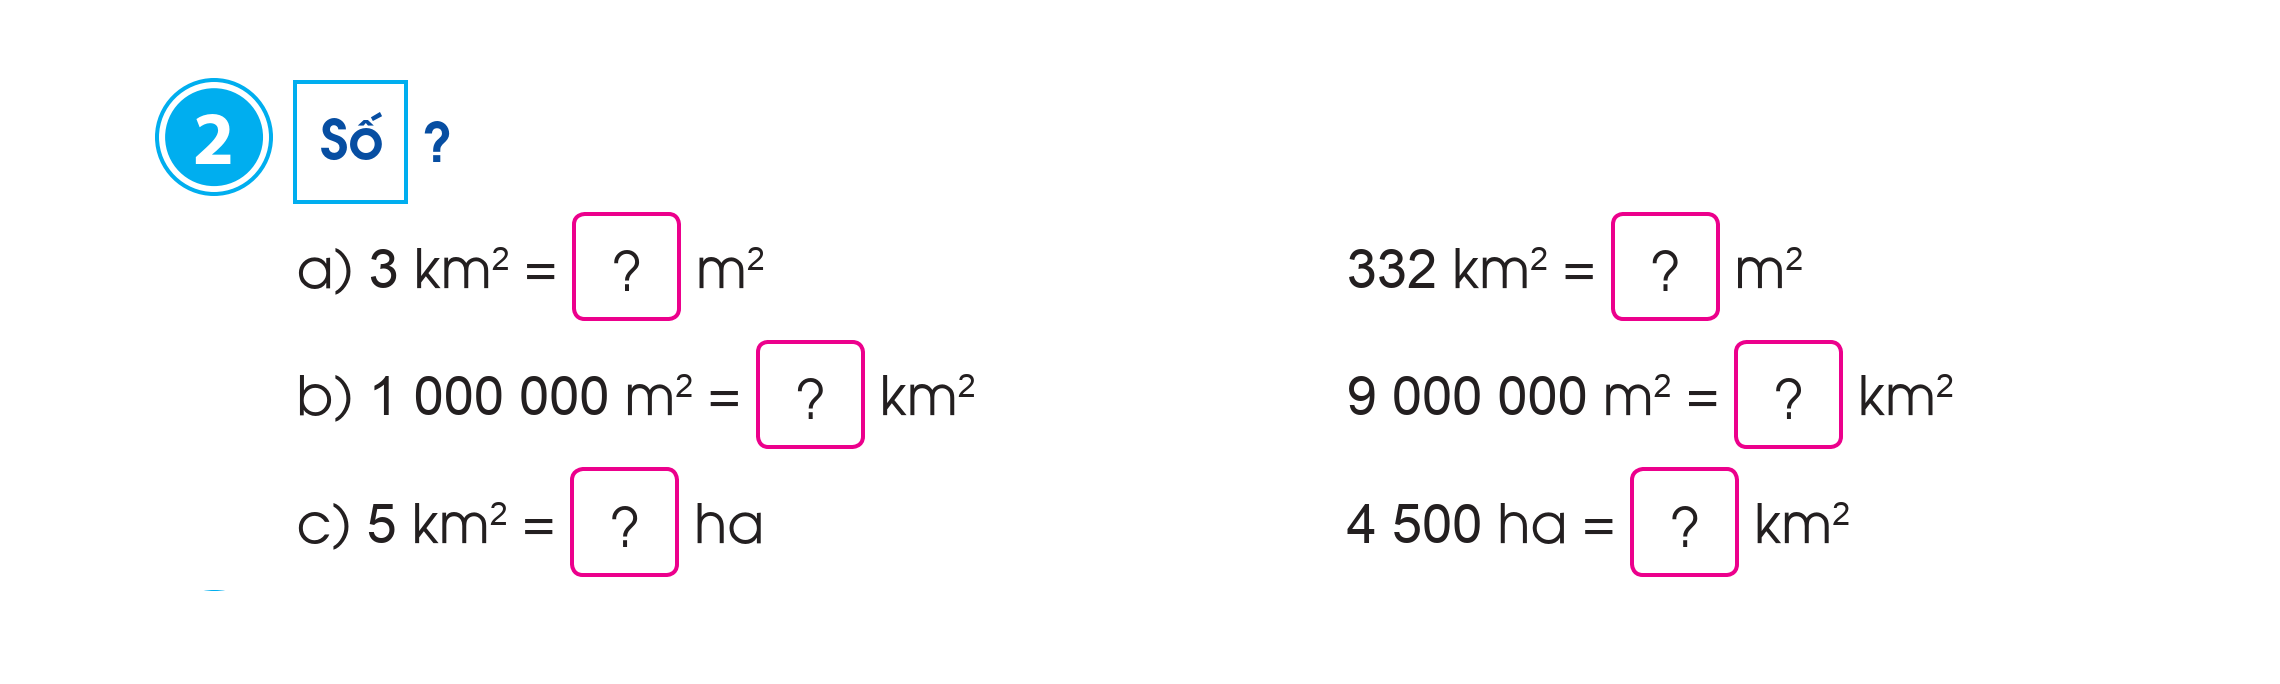 2 Số ?
a) 3 km² = ? m² 332 km² = ? m²
b) 1 000 000 m² = ? km² 9 000 000 m² = ? km²
c) 5 km² = ? ha 4 500 ha = ? km²